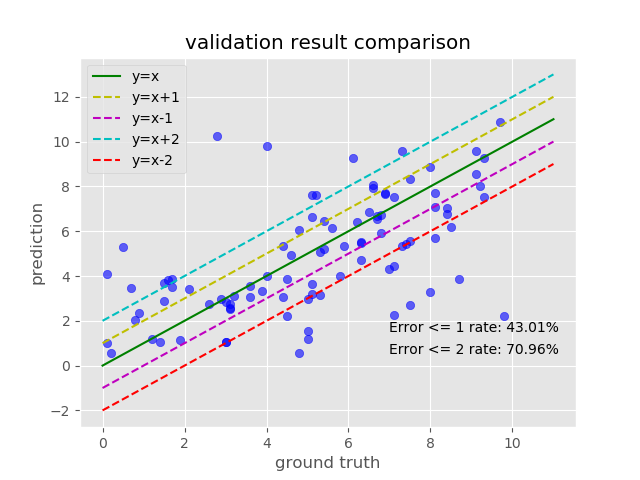 validation result comparison
y=x
y=x+1
y=x-1
y=x+2
y=x-2
12
10
8
6
4
2
0
−2
prediction
Error <= 1 rate: 43.01%
Error <= 2 rate: 70.96%
0 2 4 6 8 10
ground truth